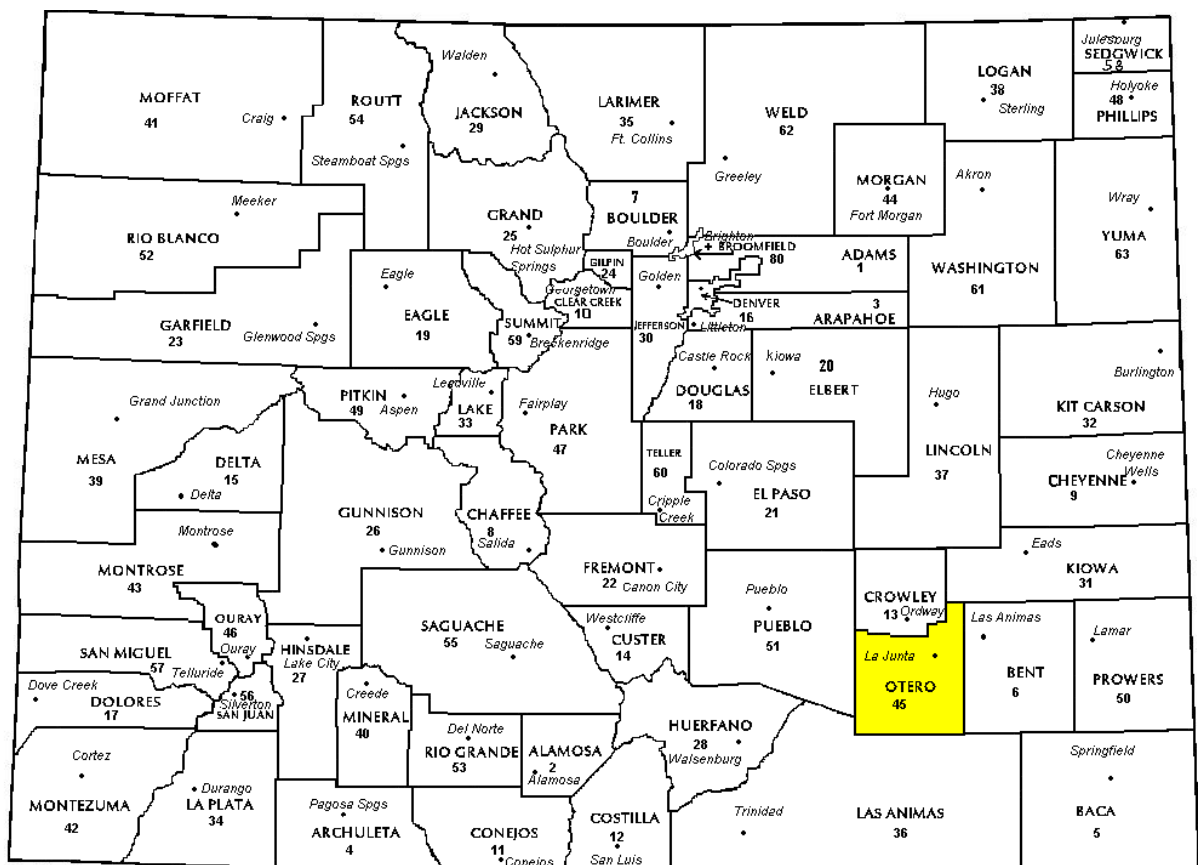 MOFFAT
41
Craig
ROUTT
54
Steamboat Spgs
Walden
JACKSON
29
LARIMER
35
Ft. Collins
WELD
62
Greeley
LOGAN
38
Sterling
Julesburg
SEDGWICK
58
Holyoke
48
PHILLIPS
MORGAN
44
Fort Morgan
Akron
WASHINGTON
61
Wray
YUMA
63
Meeker
RIO BLANCO
52
GRAND
25
Hot Sulphur
Springs
7
BOULDER
Boulder
Brighton
BROOMFIELD
80
ADAMS
1
GILPIN
24
Golden
Georgetown
CLEAR CREEK
10
JEFFERSON
30
DENVER
16
Littleton
3
ARAPAHOE
GARFIELD
23
Glenwood Spgs
Eagle
EAGLE
19
SUMMIT
59
Breckenridge
Castle Rock
DOUGLAS
18
kiowa
20
ELBERT
Hugo
LINCOLN
37
Burlington
KIT CARSON
32
Grand Junction
MESA
39
PITKIN
49
Aspen
Leadville
LAKE
33
Fairplay
PARK
47
TELLER
60
Cripple
Creek
Colorado Spgs
EL PASO
21
Cheyenne
Wells
CHEYENNE
9
DELTA
15
Delta
GUNNISON
26
Gunnison
CHAFFEE
8
Salida
Montrose
MONTROSE
43
FREMONT
22
Canon City
Pueblo
PUEBLO
51
CROWLEY
13
Ordway
Eads
KIOWA
31
OURAY
46
Ouray
HINSDALE
Lake City
27
SAGUACHE
55
Saguache
Westcliffe
CUSTER
14
La Junta
OTERO
45
Las Animas
BENT
6
Lamar
PROWERS
50
SAN MIGUEL
57
Telluride
Dove Creek
DOLORES
17
56
Silverton
SAN JUAN
Creede
MINERAL
40
Del Norte
RIO GRANDE
53
ALAMOSA
2
Alamosa
HUERFANO
28
Walsenburg
Cortez
MONTEZUMA
42
Durango
LA PLATA
34
Pagosa Spgs
ARCHULETA
4
CONEJOS
11
Conejos
COSTILLA
12
San Luis
Trinidad
LAS ANIMAS
36
Springfield
BACA
5